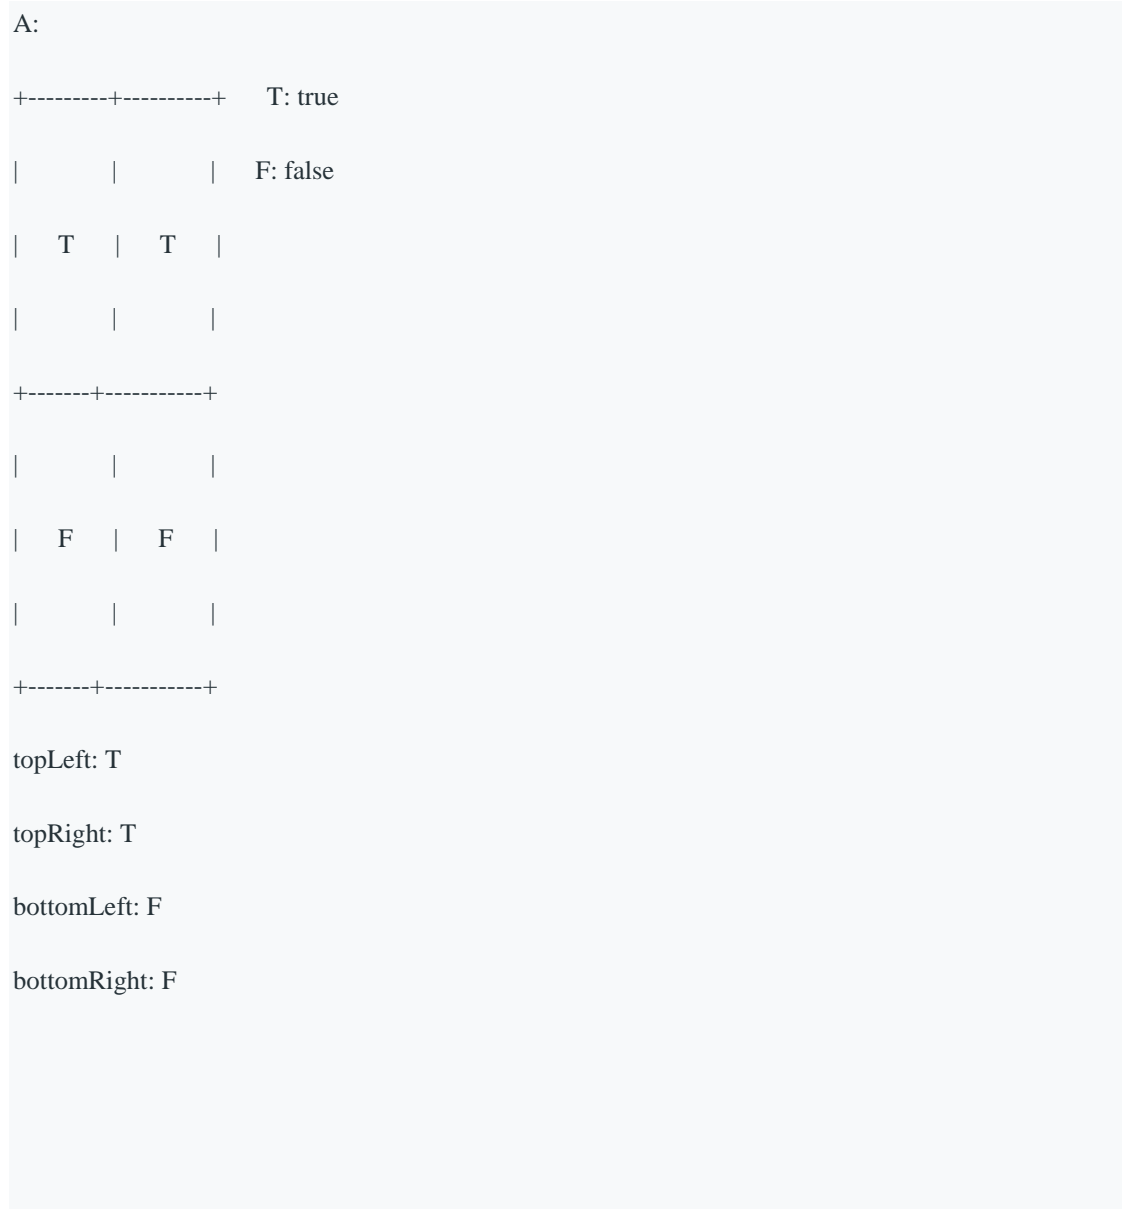 A:
+---------+----------+ T: true
| | | F: false
| T | T |
| | |
+-------+-----------+
| | |
| F | F |
| | |
+-------+-----------+
topLeft: T
topRight: T
bottomLeft: F
bottomRight: F